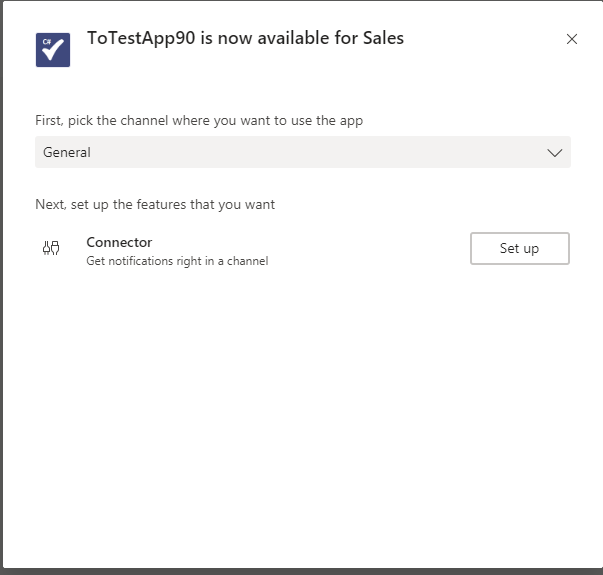 C#
ToTestApp90 is now available for Sales
First, pick the channel where you want to use the app
General
Next, set up the features that you want
Connector
Get notifications right in a channel
Set up